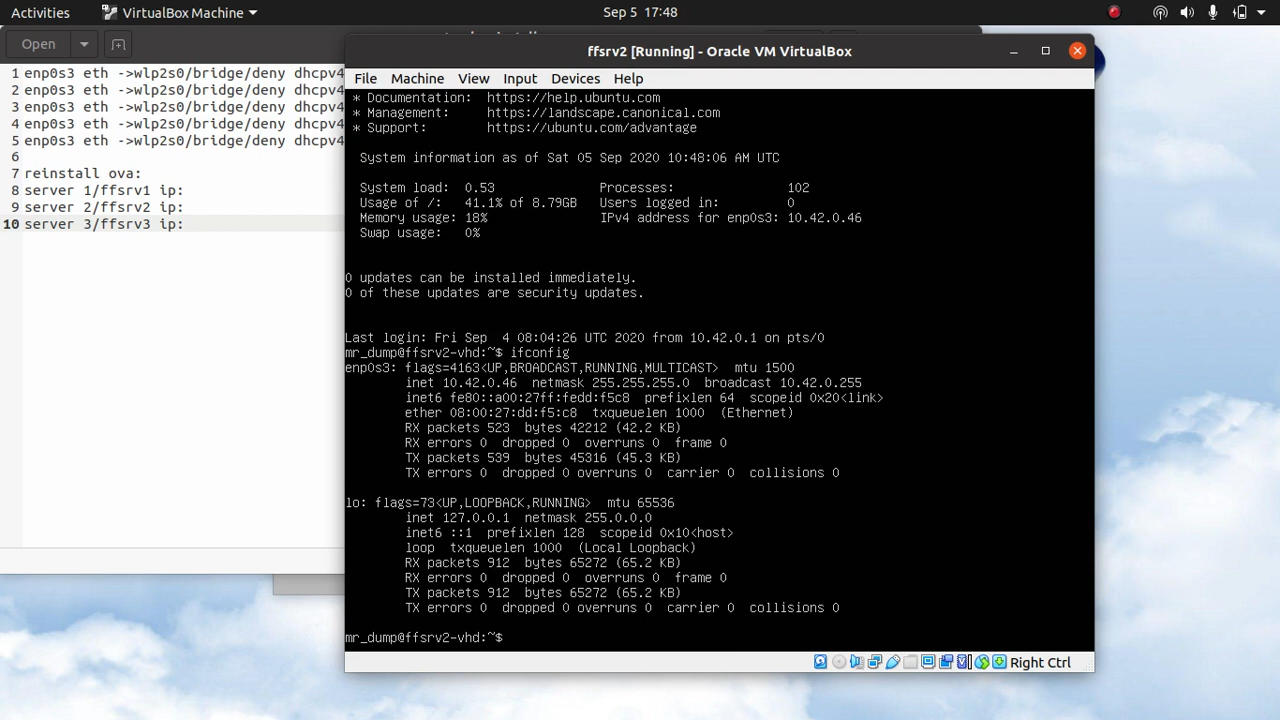 Activities
VirtualBox Machine
Sep 5 17:48
Open
1 enp0s3 eth ->wlp2s0/bridge/deny dhcpv4
2 enp0s3 eth ->wlp2s0/bridge/deny dhcpv4
3 enp0s3 eth ->wlp2s0/bridge/deny dhcpv4
4 enp0s3 eth ->wlp2s0/bridge/deny dhcpv4
5 enp0s3 eth ->wlp2s0/bridge/deny dhcpv4
6
7 reinstall ova:
8 server 1/ffsrv1 ip:
9 server 2/ffsrv2 ip:
10 server 3/ffsrv3 ip:
ffsrv2 [Running] - Oracle VM VirtualBox
File Machine View Input Devices Help
* Documentation: https://help.ubuntu.com
* Management: https://landscape.canonical.com
* Support: https://ubuntu.com/advantage
System information as of Sat 05 Sep 2020 10:48:06 AM UTC
System load: 0.53 Processes: 102
Usage of /: 41.1% of 8.79GB Users logged in: 0
Memory usage: 18% IPv4 address for enp0s3: 10.42.0.46
Swap usage: 0%
0 updates can be installed immediately.
0 of these updates are security updates.
Last login: Fri Sep 4 08:04:26 UTC 2020 from 10.42.0.1 on pts/0
mr_dump@ffsrv2-vhd:~$ ifconfig
enp0s3: flags=4163<UP,BROADCAST,RUNNING,MULTICAST> mtu 1500
inet 10.42.0.46 netmask 255.255.255.0 broadcast 10.42.0.255
inet6 fe80::a00:27ff:fedd:f5c8 prefixlen 64 scopeid 0x20<link>
ether 08:00:27:dd:f5:c8 txqueuelen 1000 (Ethernet)
RX packets 523 bytes 42212 (42.2 KB)
RX errors 0 dropped 0 overruns 0 frame 0
TX packets 539 bytes 45316 (45.3 KB)
TX errors 0 dropped 0 overruns 0 carrier 0 collisions 0
lo: flags=73<UP,LOOPBACK,RUNNING> mtu 65536
inet 127.0.0.1 netmask 255.0.0.0
inet6 ::1 prefixlen 128 scopeid 0x10<host>
loop txqueuelen 1000 (Local Loopback)
RX packets 912 bytes 65272 (65.2 KB)
RX errors 0 dropped 0 overruns 0 frame 0
TX packets 912 bytes 65272 (65.2 KB)
TX errors 0 dropped 0 overruns 0 carrier 0 collisions 0
mr_dump@ffsrv2-vhd:~$
Right Ctrl